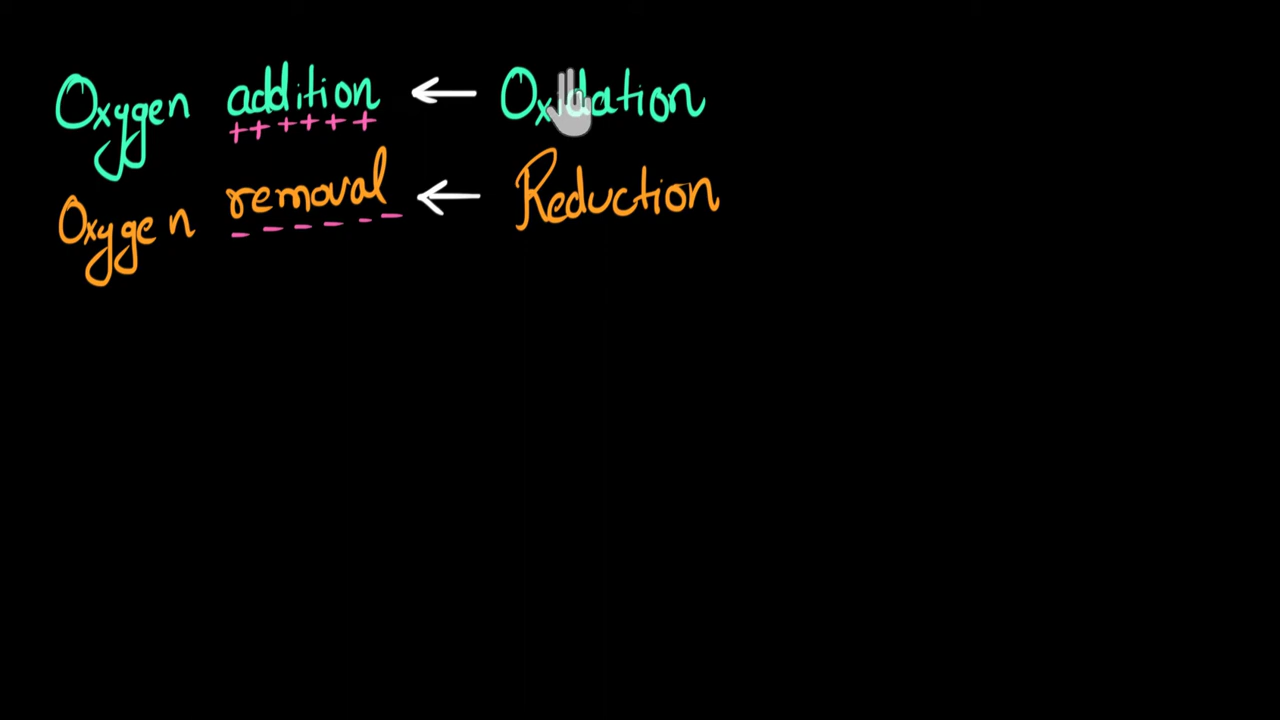 Oxygen addition ← Oxidation
++++++
Oxygen removal ← Reduction
------